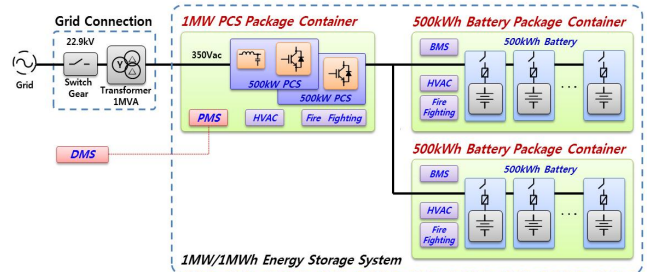 Grid Connection
22.9kV
Grid
Switch
Gear
Transformer
1MVA
Y
DMS
1MW PCS Package Container
350Vac
500kW PCS
500kW PCS
PMS
HVAC
Fire Fighting
1MW/1MWh Energy Storage System
500kWh Battery Package Container
500kWh Battery
BMS
HVAC
Fire
Fighting
...
500kWh Battery Package Container
500kWh Battery
BMS
HVAC
Fire
Fighting
...